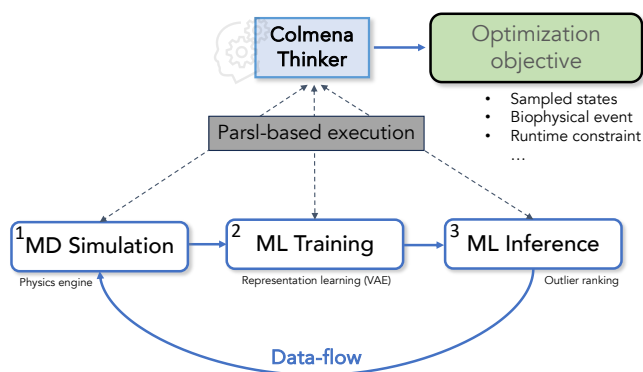 Colmena
Thinker
Optimization
objective
• Sampled states
• Biophysical event
• Runtime constraint
...
Parsl-based execution
1 MD Simulation
2 ML Training
3 ML Inference
Physics engine
Representation learning (VAE)
Outlier ranking
Data-flow